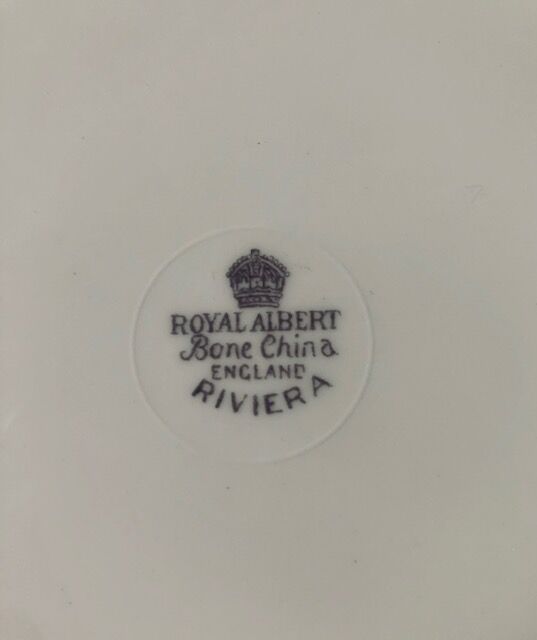 ROYAL ALBERT
Bone China
ENGLAND
RIVIERA